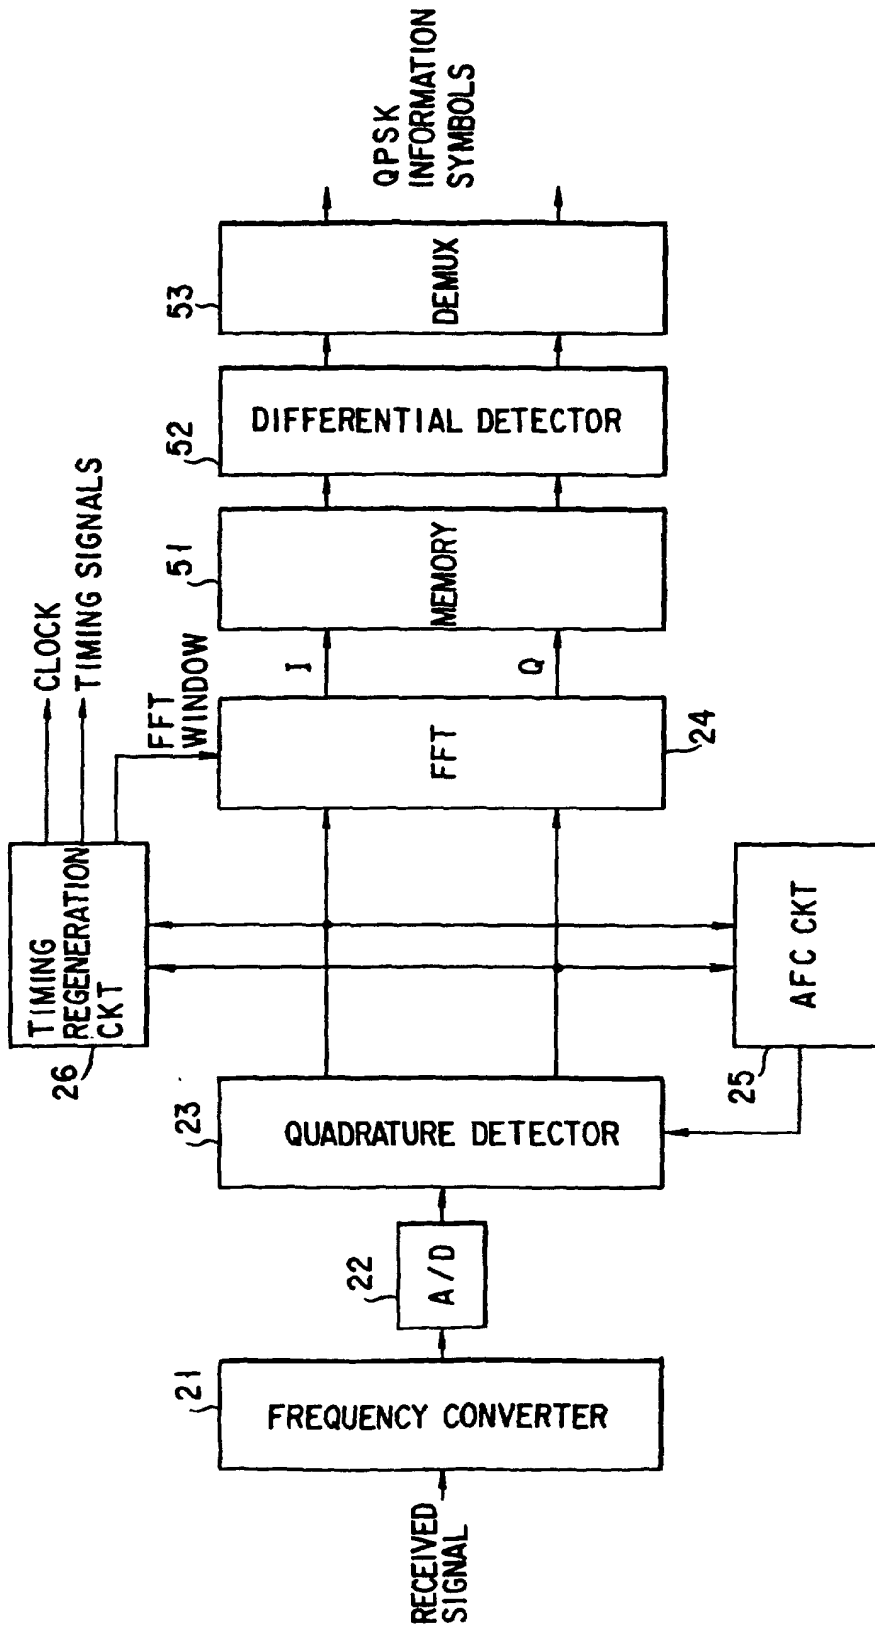 RECEIVED
SIGNAL
21
FREQUENCY CONVERTER
22
A/D
23
QUADRATURE DETECTOR
26
TIMING
REGENERATION
CKT
CLOCK
TIMING SIGNALS
FFT
WINDOW
25
AFC CKT
FFT
24
I
Q
51
MEMORY
52
DIFFERENTIAL DETECTOR
53
DEMUX
QPSK
INFORMATION
SYMBOLS